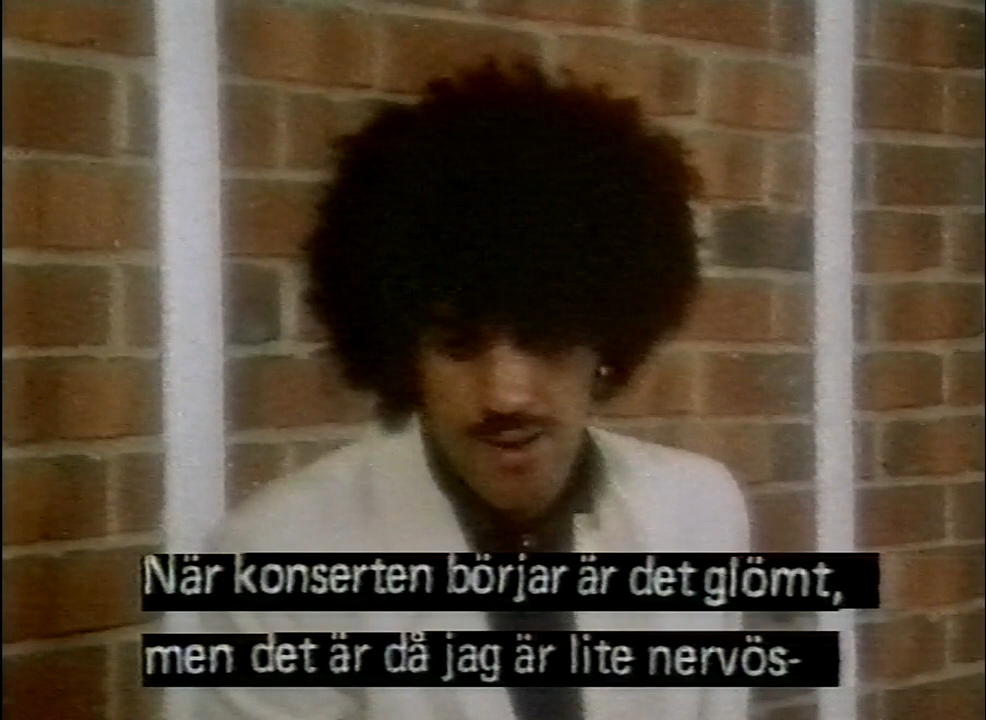 När konserten börjar är det glömt,
men det är då jag är lite nervös-